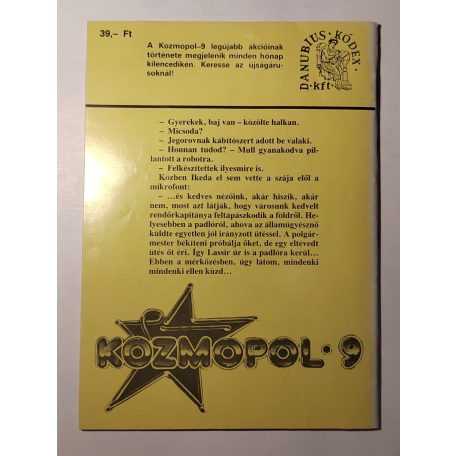 39,– Ft
A Kozmopol–9 legújabb akcióinak
története megjelenik minden hónap
kilencedikén. Keresse az újságáru-
soknál!
DANUBIUS·KÓDEX·
·kft·
– Gyerekek, baj van – közölte halkan.
– Micsoda?
– Jegorovnak kábítószert adott be valaki.
– Honnan tudod? – Mull gyanakodva pil-
lantott a robotra.
– Felkészítettek ilyesmire is.
Közben Ikeda el sem vette a szája elől a
mikrofont:
– …és kedves nézőink, akár hiszik, akár
nem, most azt látják, hogy városunk kedvelt
rendőrkapitánya feltápászkodik a földről. He-
lyesebben a padlóról, ahova az államügyésznő
küldte egyetlen jól irányzott ütéssel. A polgár-
mester békíteni próbálja őket, de egy eltévedt
ütés őt éri. Így Lassir úr is a padlóra kerül…
Ebben a mérkőzésben, úgy látom, mindenki
mindenki ellen küzd…
KOZMOPOL·9